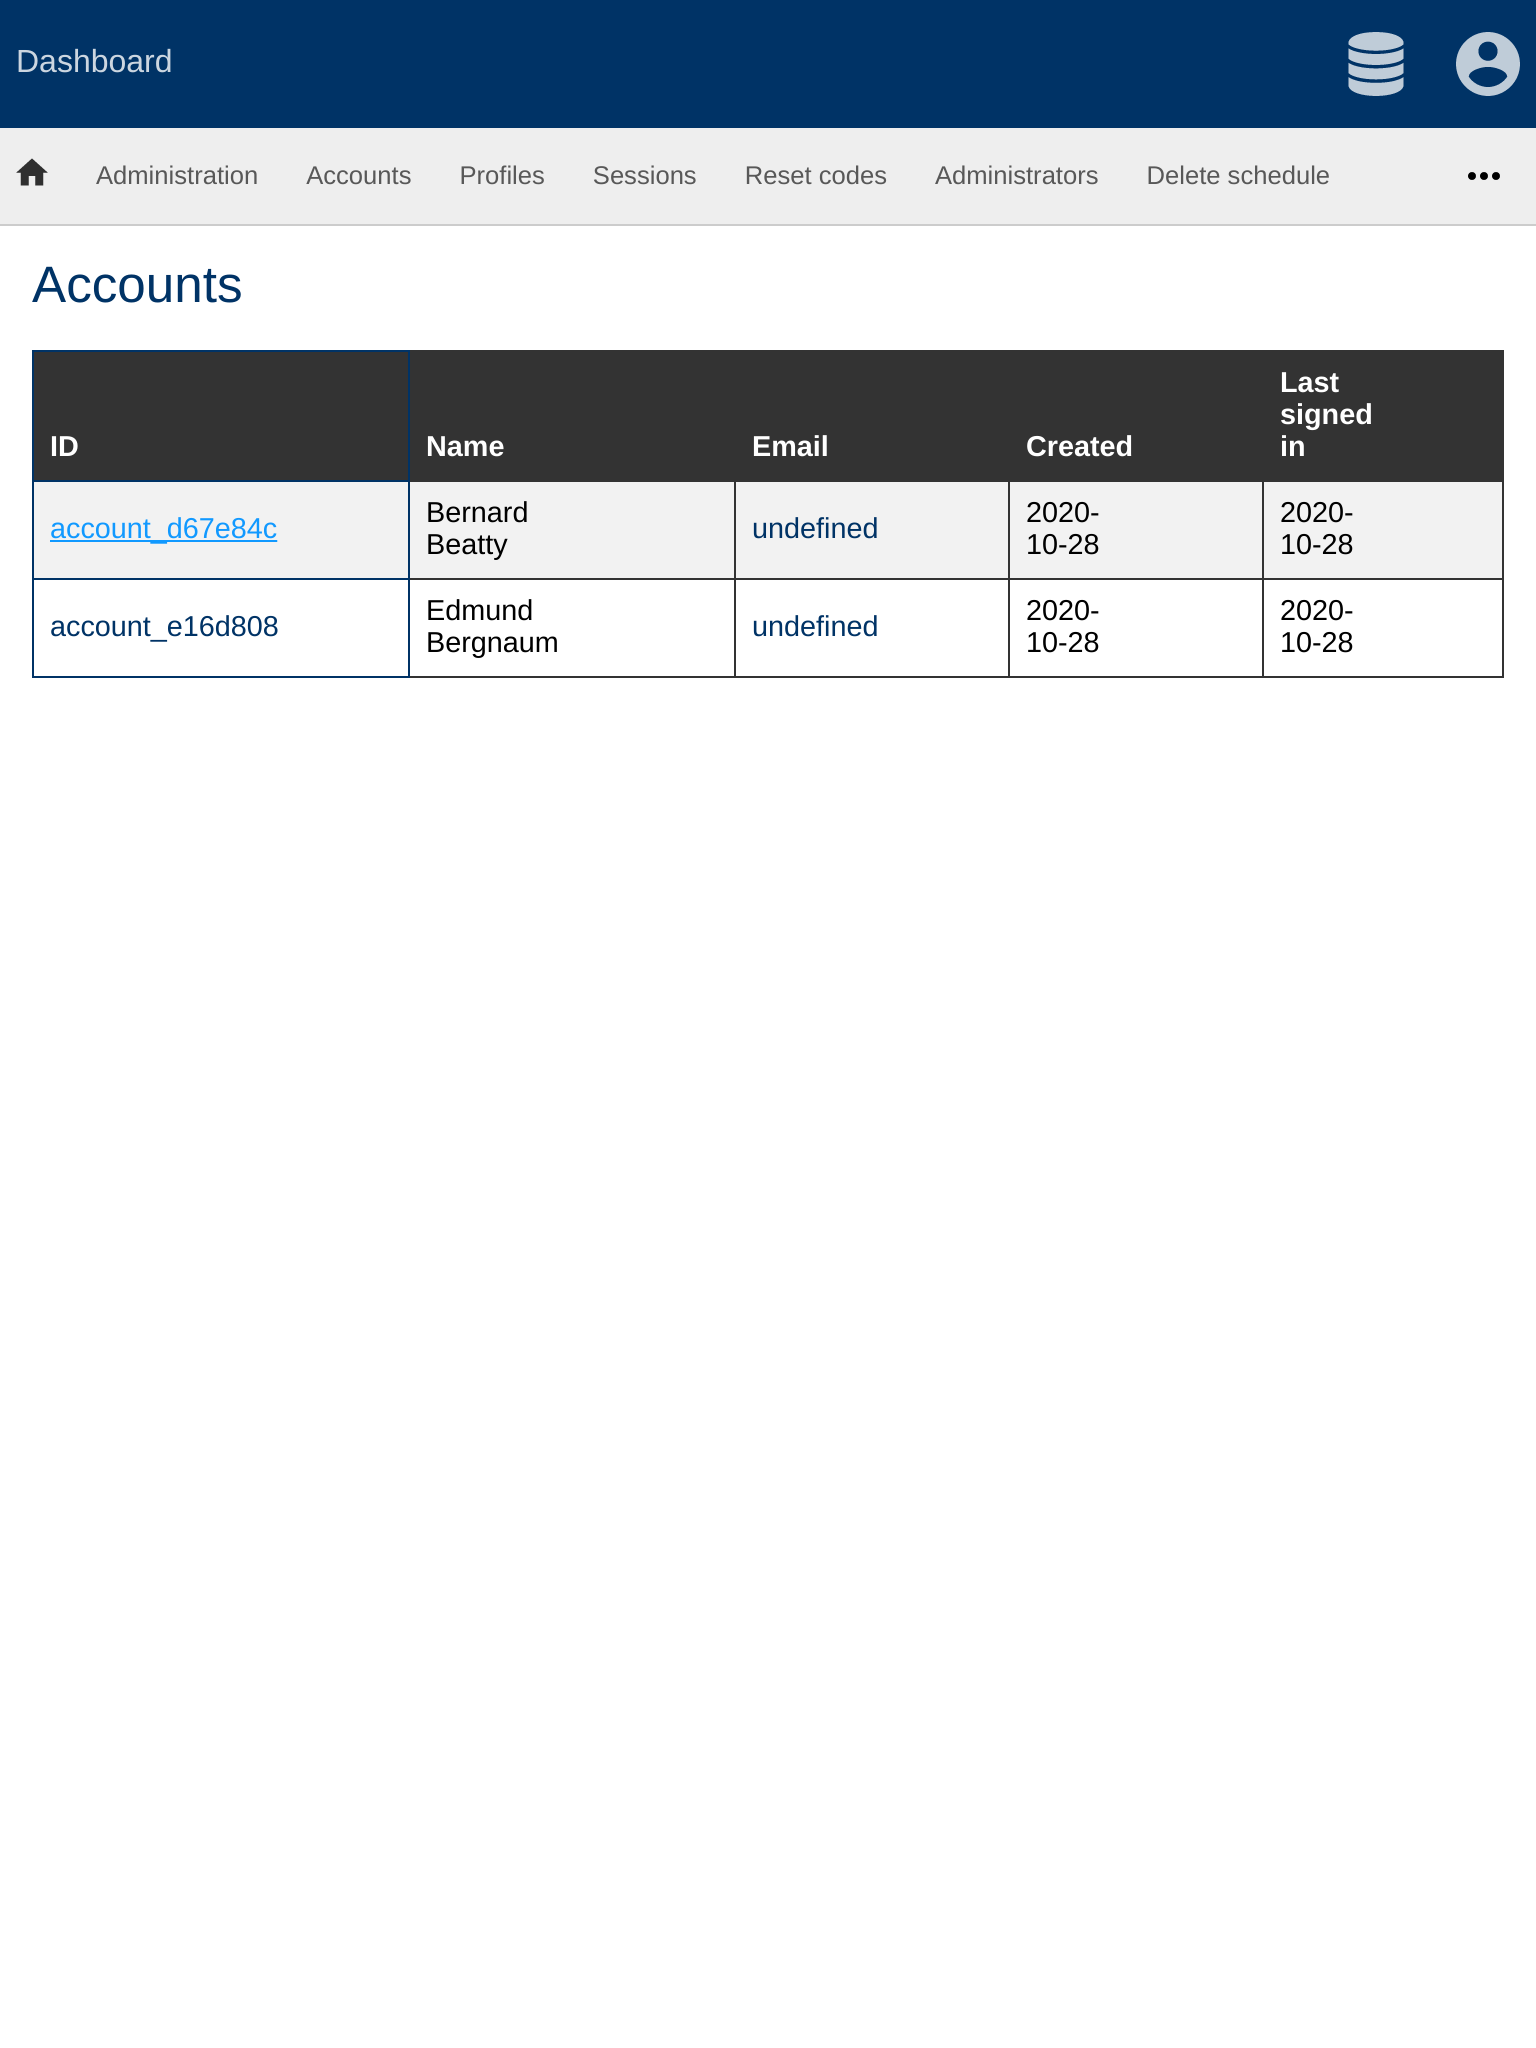 Dashboard
Administration Accounts Profiles Sessions Reset codes Administrators Delete schedule
Accounts
ID Name Email Created Last signed in
account_d67e84c Bernard Beatty undefined 2020-10-28 2020-10-28
account_e16d808 Edmund Bergnaum undefined 2020-10-28 2020-10-28